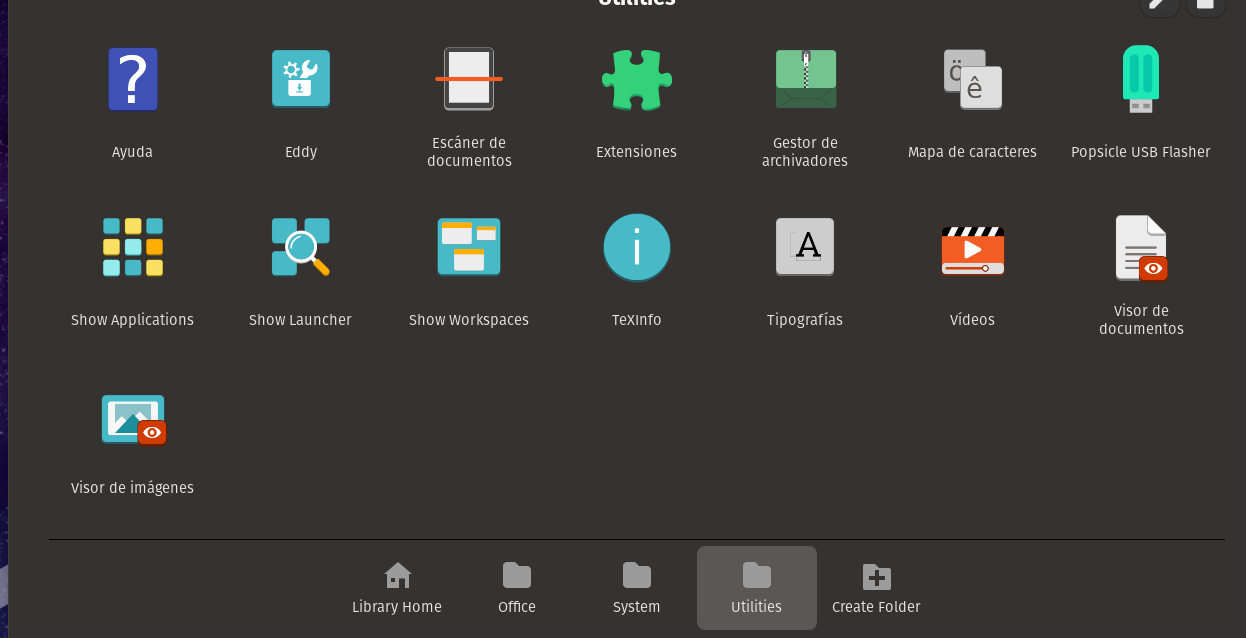 Utilities
Ayuda
Eddy
Escáner de
documentos
Extensiones
Gestor de
archivadores
Mapa de caracteres
Popsicle USB Flasher
Show Applications
Show Launcher
Show Workspaces
TeXInfo
Tipografías
Vídeos
Visor de
documentos
Visor de imágenes
Library Home
Office
System
Utilities
Create Folder